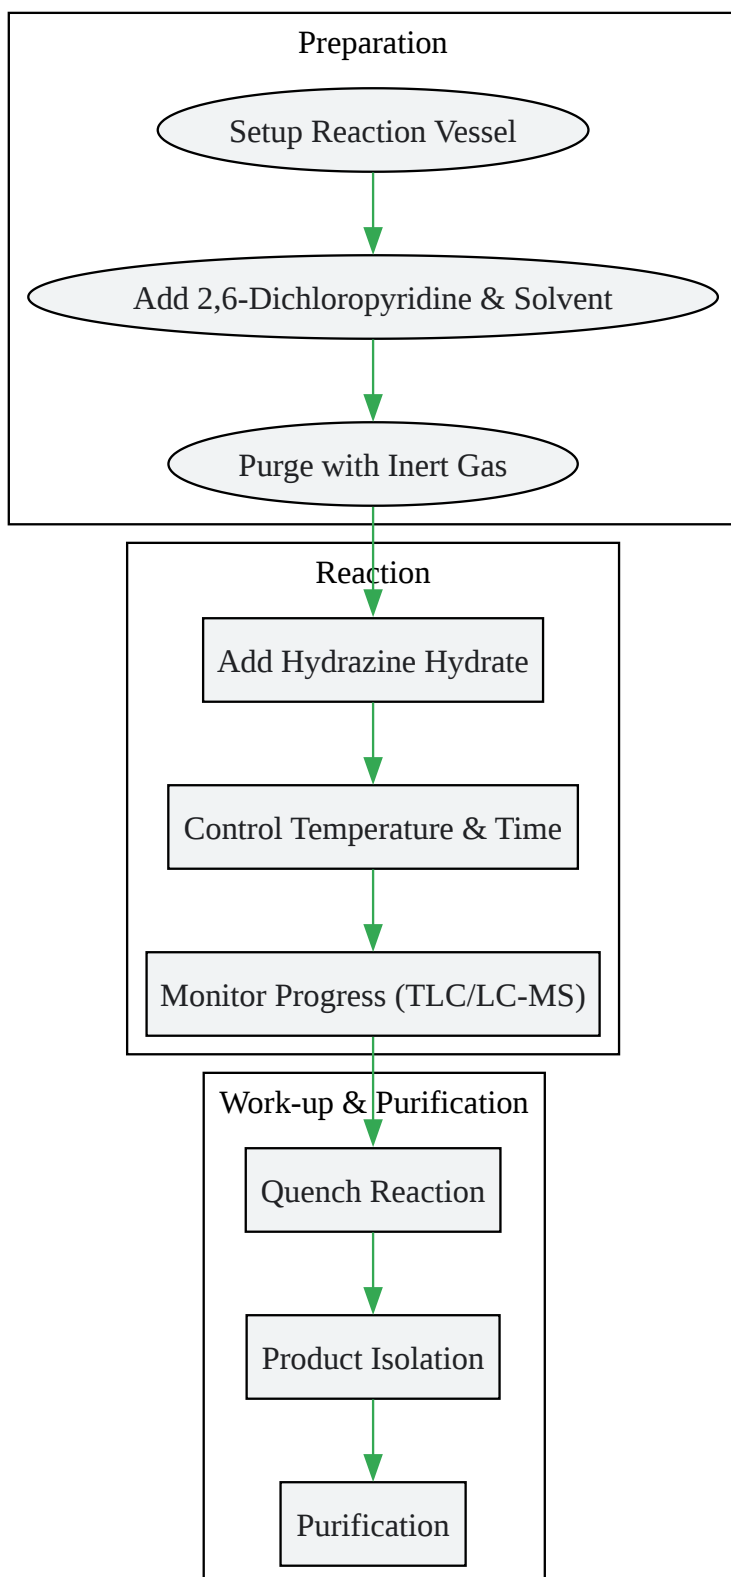 Preparation
Setup Reaction Vessel
Add 2,6-Dichloropyridine & Solvent
Purge with Inert Gas
Reaction
Add Hydrazine Hydrate
Control Temperature & Time
Monitor Progress (TLC/LC-MS)
Work-up & Purification
Quench Reaction
Product Isolation
Purification